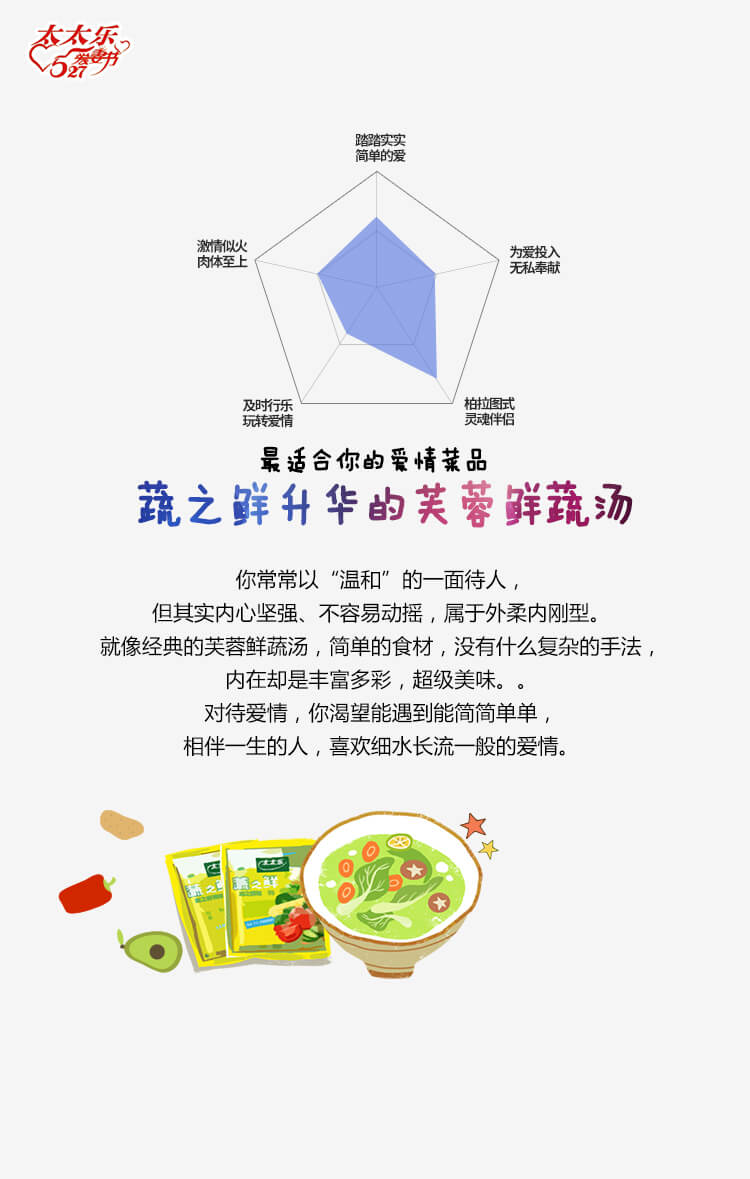 太太乐
527爱妻节
踏踏实实
简单的爱
激情似火
肉体至上
为爱投入
无私奉献
及时行乐
玩转爱情
柏拉图式
灵魂伴侣
最适合你的爱情菜品
蔬之鲜升华的芙蓉鲜蔬汤
你常常以“温和”的一面待人，
但其实内心坚强、不容易动摇，属于外柔内刚型。
就像经典的芙蓉鲜蔬汤，简单的食材，没有什么复杂的手法，
内在却是丰富多彩，超级美味。。
对待爱情，你渴望能遇到能简简单单，
相伴一生的人，喜欢细水长流一般的爱情。
太太乐
蔬之鲜